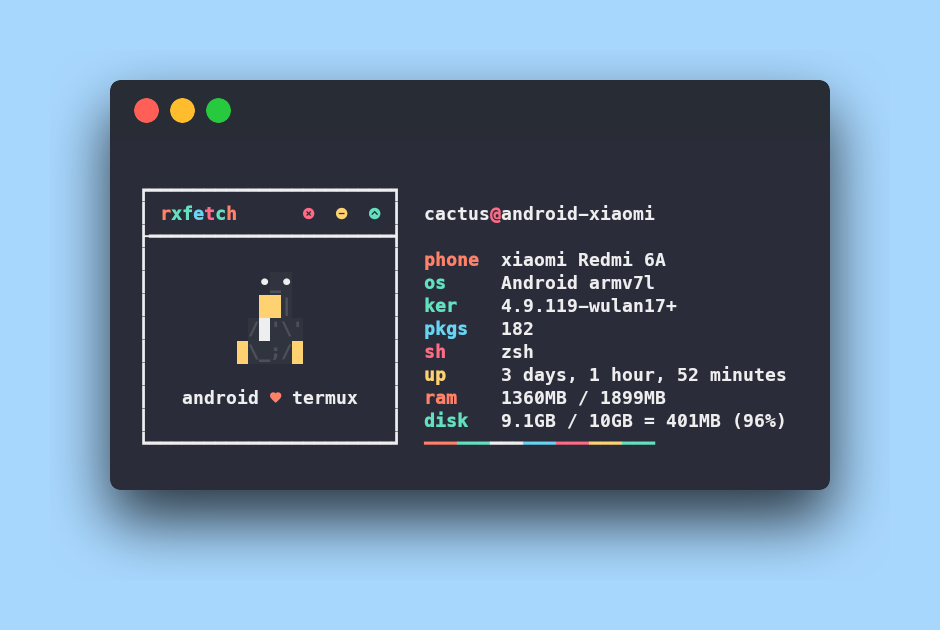 rxfetch
cactus@android-xiaomi
phone xiaomi Redmi 6A
os Android armv7l
ker 4.9.119-wulan17+
pkgs 182
sh zsh
up 3 days, 1 hour, 52 minutes
ram 1360MB / 1899MB
disk 9.1GB / 10GB = 401MB (96%)
android ♥ termux